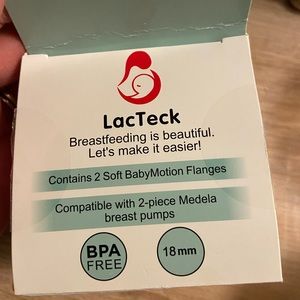 LacTeck
Breastfeeding is beautiful.
Let's make it easier!
Contains 2 Soft BabyMotion Flanges
Compatible with 2-piece Medela
breast pumps
BPA
FREE
18mm